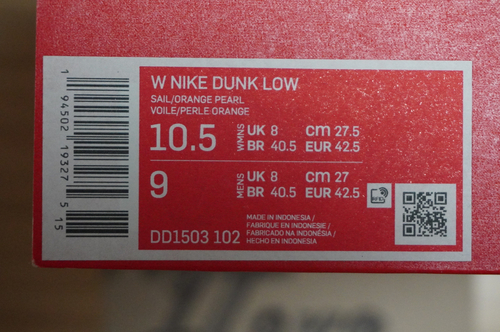 W NIKE DUNK LOW
SAIL/ORANGE PEARL
VOILE/PERLE ORANGE
10.5 WMNS UK 8 cm 27.5
BR 40.5 EUR 42.5
9 MENS UK 8 cm 27
BR 40.5 EUR 42.5
DD1503 102
MADE IN INDONESIA /
FABRIQUE EN INDONESIE /
FABRICADO NA INDONÉSIA /
HECHO EN INDONESIA
1 94502 19327 5 15